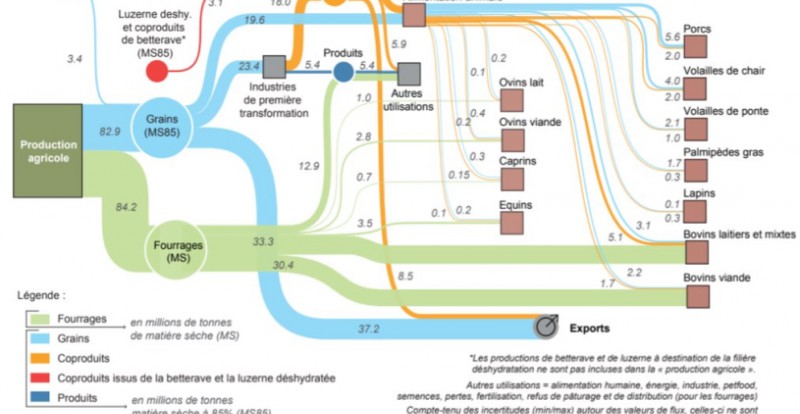 18.0
3.1
Luzerne deshy.
et coproduits
de betterave*
(MS85)
19.6
3.4
5.9
5.6
Porcs
2.0
Produits
0.2
23.4
5.4
5.4
0.1
4.0
Volailles de chair
2.0
Industries
de première
transformation
Autres
utilisations
Ovins lait
1.0
0.4
Volailles de ponte
2.1
1.0
Production
agricole
82.9
Grains
(MS85)
0.2
Ovins viande
2.8
Palmipèdes gras
1.7
0.3
12.9
0.3
Caprins
0.7
0.15
Lapins
0.1
0.3
84.2
Equins
0.1
0.2
3.5
3.1
Fourrages
(MS)
33.3
5.1
Bovins laitiers et mixtes
30.4
8.5
2.2
1.7
Bovins viande
Légende :
Fourrages
en millions de tonnes
de matière sèche (MS)
Grains
37.2
Exports
Coproduits
Coproduits issus de la betterave et la luzerne déshydratée
Produits
en millions de tonnes
matière sèche à 85% (MS85)
*Les productions de betterave et de luzerne à destination de la filière
déshydratation ne sont pas incluses dans la « production agricole ».
Autres utilisations = alimentation humaine, énergie, industrie, petfood,
semences, pertes, fertilisation, refus de pâturage et de distribution (pour les fourrages)
Compte-tenu des incertitudes (min/max) autour des valeurs de flux, celles-ci ne sont